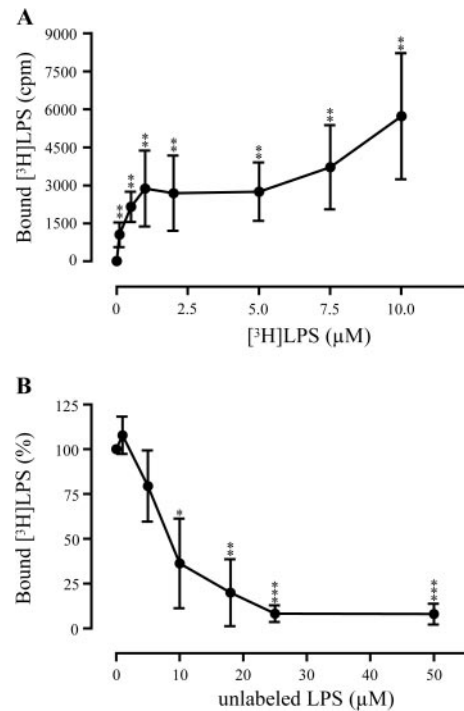 A
9000
7500
6000
4500
3000
1500
0
Bound [³H]LPS (cpm)
** ** ** ** ** ** **
0 2.5 5.0 7.5 10.0
[³H]LPS (µM)
B
125
100
75
50
25
0
Bound [³H]LPS (%)
* ** *** ***
0 10 20 30 40 50
unlabeled LPS (µM)